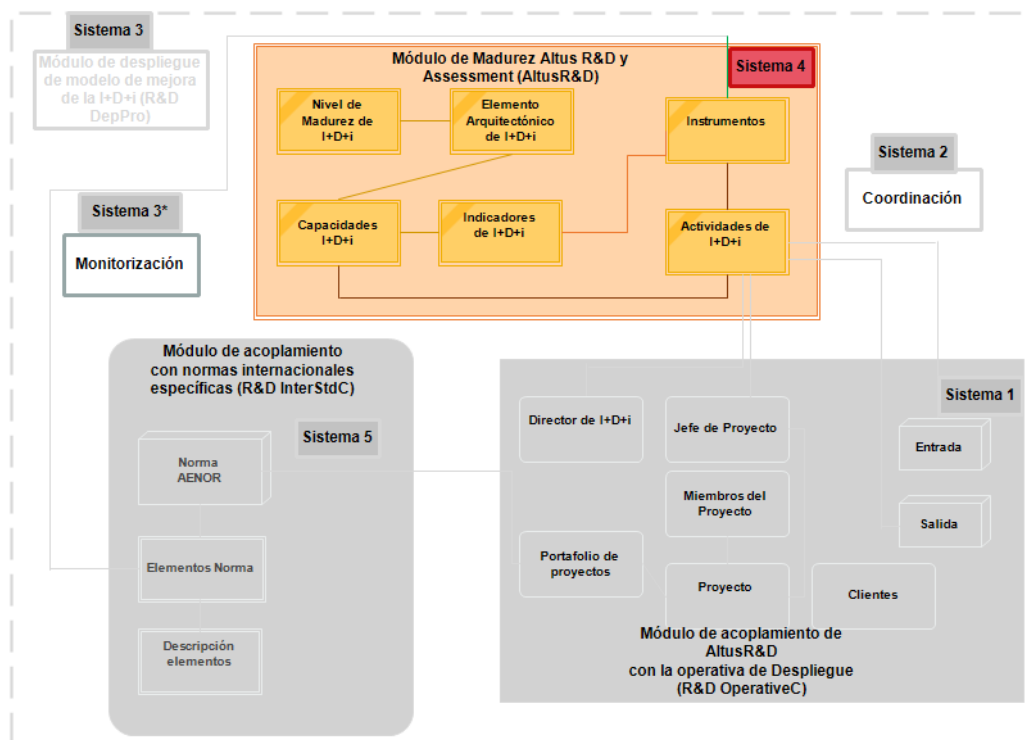 Sistema 3
Módulo de despliegue
de modelo de mejora
de la I+D+i (R&D
DepPro)
Sistema 3*
Monitorización
Módulo de Madurez Altus R&D y
Assessment (AltusR&D)
Sistema 4
Nivel de
Madurez de
I+D+i
Elemento
Arquitectónico
de I+D+i
Instrumentos
Capacidades
I+D+i
Indicadores
de I+D+i
Actividades de
I+D+i
Sistema 2
Coordinación
Módulo de acoplamiento
con normas internacionales
específicas (R&D InterStdC)
Sistema 5
Norma
AENOR
Elementos Norma
Descripción
elementos
Sistema 1
Director de I+D+i
Jefe de Proyecto
Entrada
Miembros del
Proyecto
Salida
Portafolio de
proyectos
Proyecto
Clientes
Módulo de acoplamiento de
AltusR&D
con la operativa de Despliegue
(R&D OperativeC)